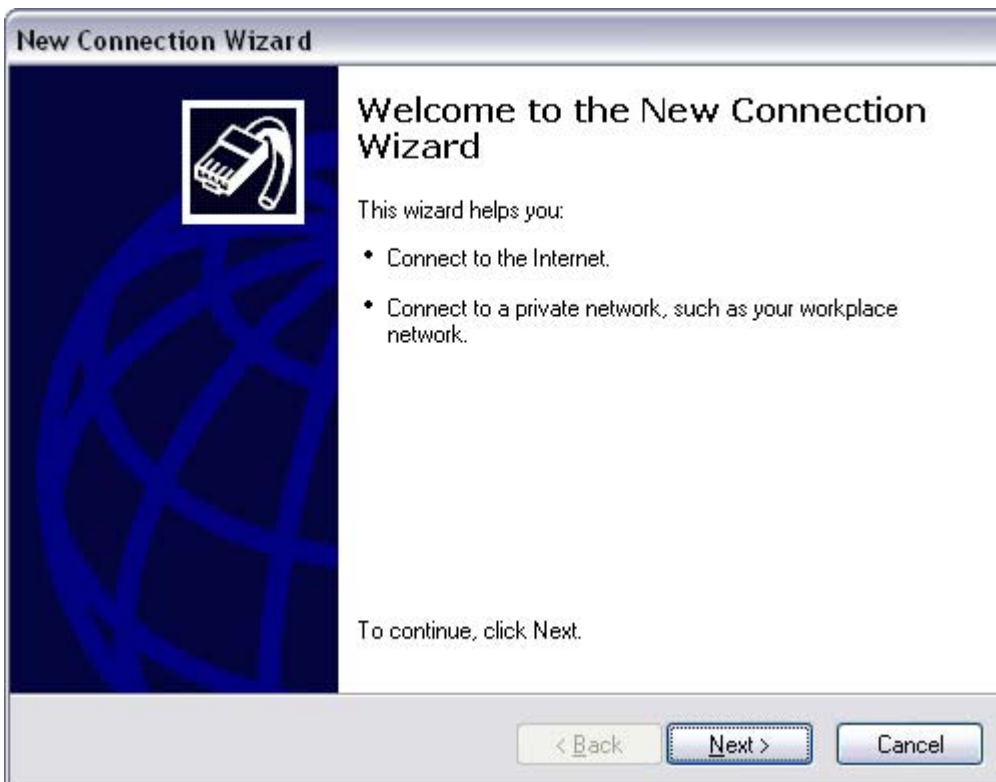 New Connection Wizard
Welcome to the New Connection
Wizard
This wizard helps you:
• Connect to the Internet.
• Connect to a private network, such as your workplace
network.
To continue, click Next.
< Back
Next >
Cancel